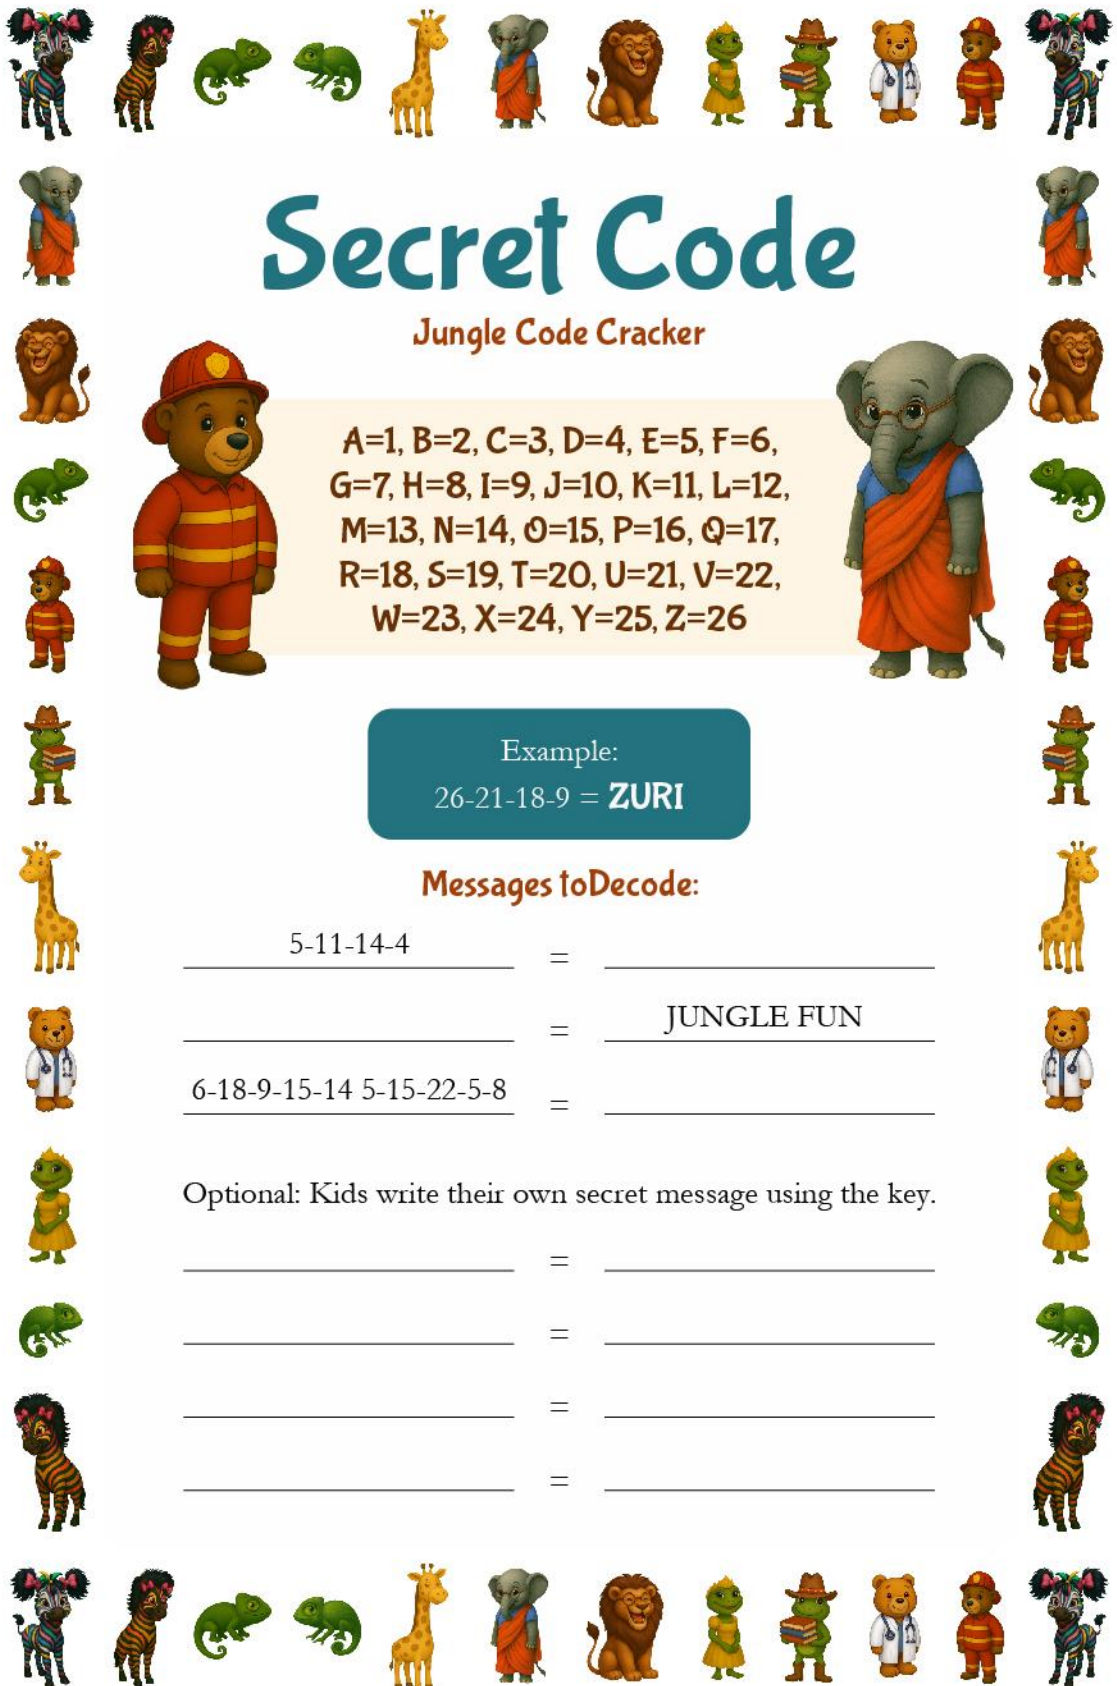 Secret Code
Jungle Code Cracker
A=1, B=2, C=3, D=4, E=5, F=6,
G=7, H=8, I=9, J=10, K=11, L=12,
M=13, N=14, O=15, P=16, Q=17,
R=18, S=19, T=20, U=21, V=22,
W=23, X=24, Y=25, Z=26
Example:
26-21-18-9 = ZURI
Messages toDecode:
5-11-14-4 =
= JUNGLE FUN
6-18-9-15-14 5-15-22-5-8 =
Optional: Kids write their own secret message using the key.
=
=
=
=